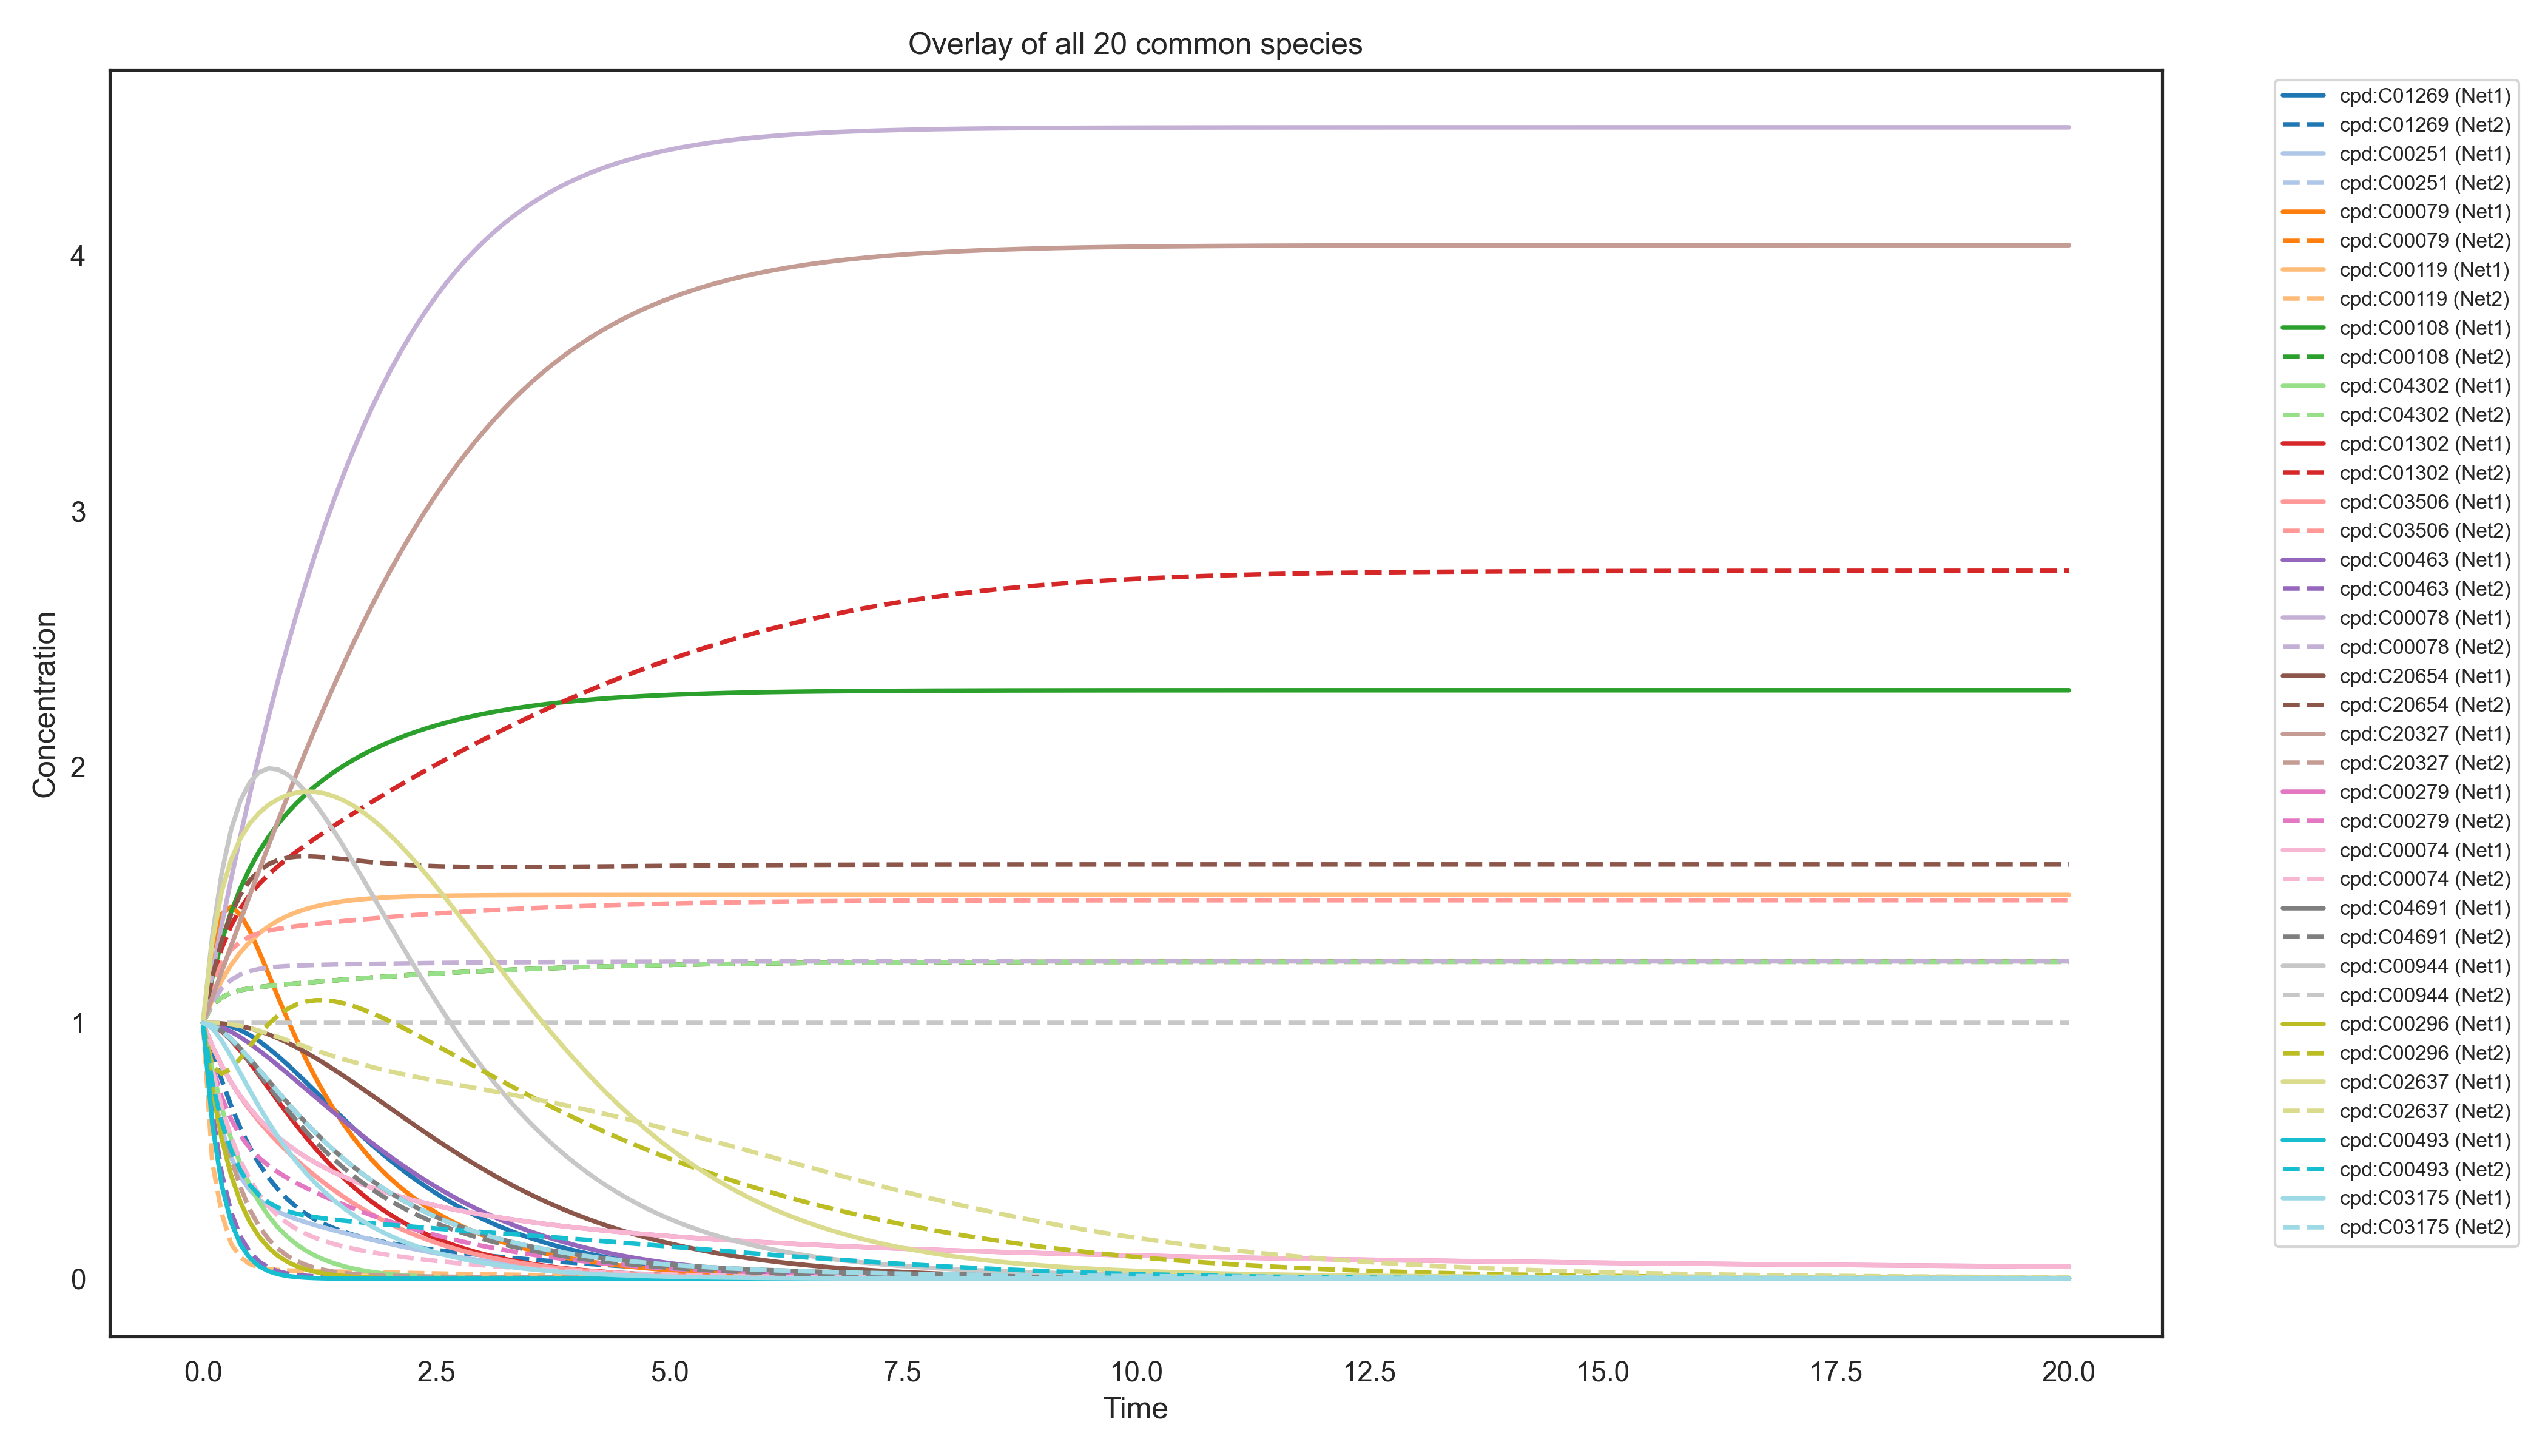 Overlay of all 20 common species
Concentration
4
3
2
1
0
0.0
2.5
5.0
7.5
10.0
12.5
15.0
17.5
20.0
Time
cpd:C01269 (Net1)
cpd:C01269 (Net2)
cpd:C00251 (Net1)
cpd:C00251 (Net2)
cpd:C00079 (Net1)
cpd:C00079 (Net2)
cpd:C00119 (Net1)
cpd:C00119 (Net2)
cpd:C00108 (Net1)
cpd:C00108 (Net2)
cpd:C04302 (Net1)
cpd:C04302 (Net2)
cpd:C01302 (Net1)
cpd:C01302 (Net2)
cpd:C03506 (Net1)
cpd:C03506 (Net2)
cpd:C00463 (Net1)
cpd:C00463 (Net2)
cpd:C00078 (Net1)
cpd:C00078 (Net2)
cpd:C20654 (Net1)
cpd:C20654 (Net2)
cpd:C20327 (Net1)
cpd:C20327 (Net2)
cpd:C00279 (Net1)
cpd:C00279 (Net2)
cpd:C00074 (Net1)
cpd:C00074 (Net2)
cpd:C04691 (Net1)
cpd:C04691 (Net2)
cpd:C00944 (Net1)
cpd:C00944 (Net2)
cpd:C00296 (Net1)
cpd:C00296 (Net2)
cpd:C02637 (Net1)
cpd:C02637 (Net2)
cpd:C00493 (Net1)
cpd:C00493 (Net2)
cpd:C03175 (Net1)
cpd:C03175 (Net2)